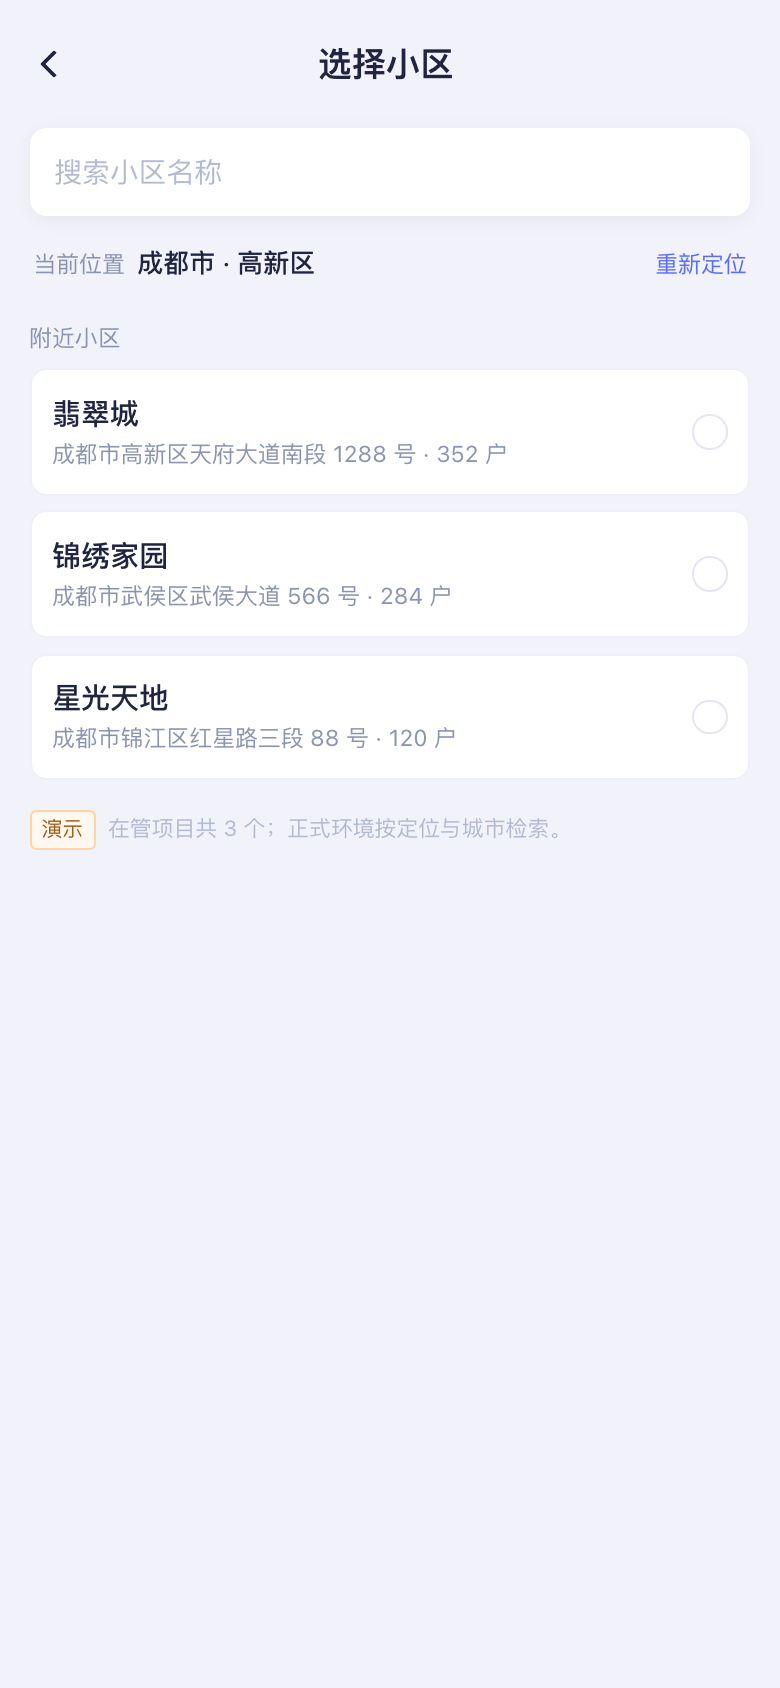 选择小区
搜索小区名称
当前位置 成都市 · 高新区 重新定位
附近小区
翡翠城
成都市高新区天府大道南段 1288 号 · 352 户
锦绣家园
成都市武侯区武侯大道 566 号 · 284 户
星光天地
成都市锦江区红星路三段 88 号 · 120 户
演示 在管项目共 3 个；正式环境按定位与城市检索。